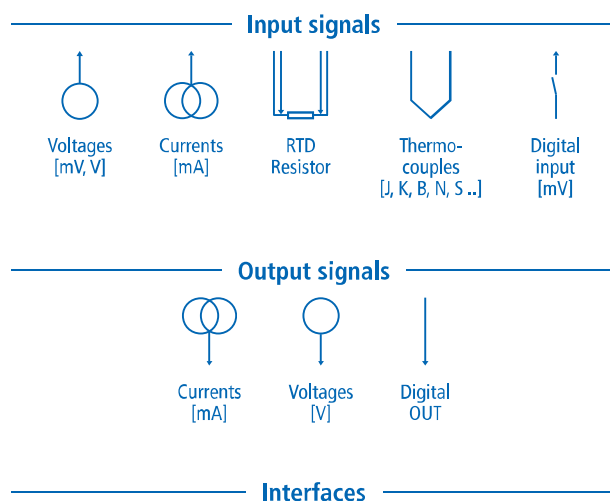 Input signals
Voltages
[mV, V]
Currents
[mA]
RTD
Resistor
Thermo-
couples
[J, K, B, N, S ..]
Digital
input
[mV]
Output signals
Currents
[mA]
Voltages
[V]
Digital
OUT
Interfaces